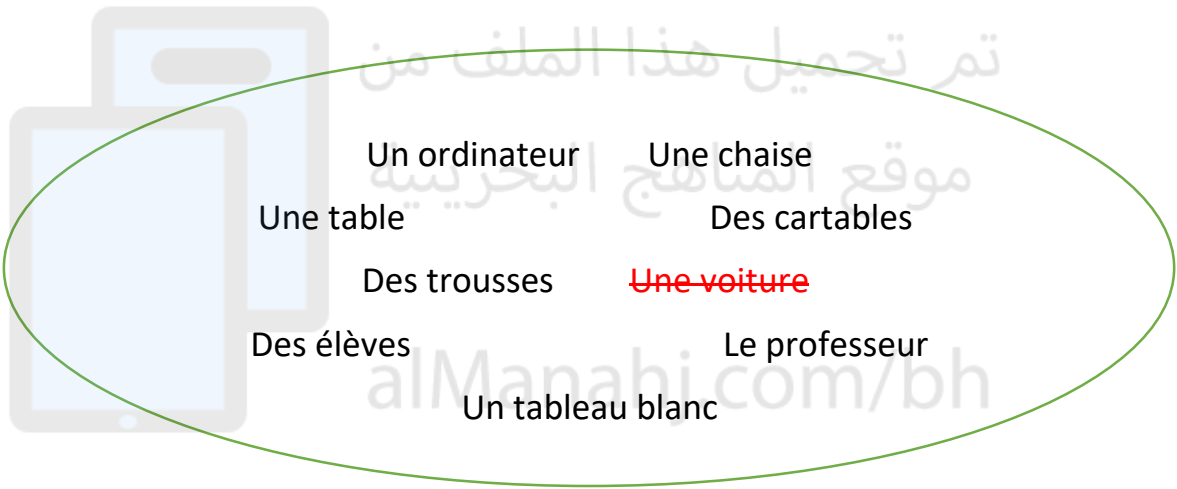 تم تحميل هذا الملف من
Un ordinateur Une chaise
موقع المناهج البحرينية
Une table Des cartables
Des trousses Une voiture
Des élèves Le professeur
alManahj.com/bh
Un tableau blanc